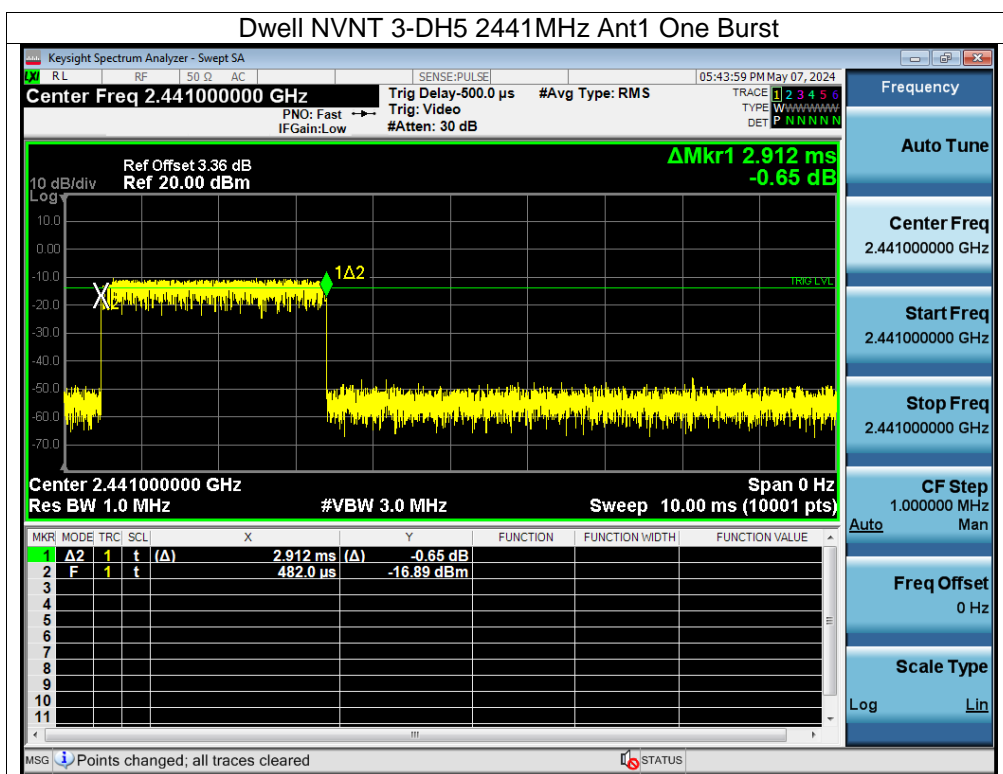 Dwell NVNT 3-DH5 2441MHz Ant1 One Burst
Keysight Spectrum Analyzer - Swept SA
LXI RL RF 50 Ω AC SENSE:PULSE 05:43:59 PM May 07, 2024
Center Freq 2.441000000 GHz Trig Delay-500.0 µs #Avg Type: RMS TRACE 1 2 3 4 5 6
PNO: Fast Trig: Video TYPE WWWWWW
IFGain:Low #Atten: 30 dB DET P N N N N N
Frequency
Auto Tune
ΔMkr1 2.912 ms
-0.65 dB
Ref Offset 3.36 dB
10 dB/div Ref 20.00 dBm
Log
10.0
0.00
-10.0
-20.0
-30.0
-40.0
-50.0
-60.0
-70.0
1Δ2
2
TRIG LVL
Center 2.441000000 GHz Span 0 Hz
Res BW 1.0 MHz #VBW 3.0 MHz Sweep 10.00 ms (10001 pts)
MKR MODE TRC SCL X Y FUNCTION FUNCTION WIDTH FUNCTION VALUE
1 Δ2 1 t (Δ) 2.912 ms (Δ) -0.65 dB
2 F 1 t 482.0 µs -16.89 dBm
3
4
5
6
7
8
9
10
11
Center Freq
2.441000000 GHz
Start Freq
2.441000000 GHz
Stop Freq
2.441000000 GHz
CF Step
1.000000 MHz
Auto Man
Freq Offset
0 Hz
Scale Type
Log Lin
MSG Points changed; all traces cleared STATUS